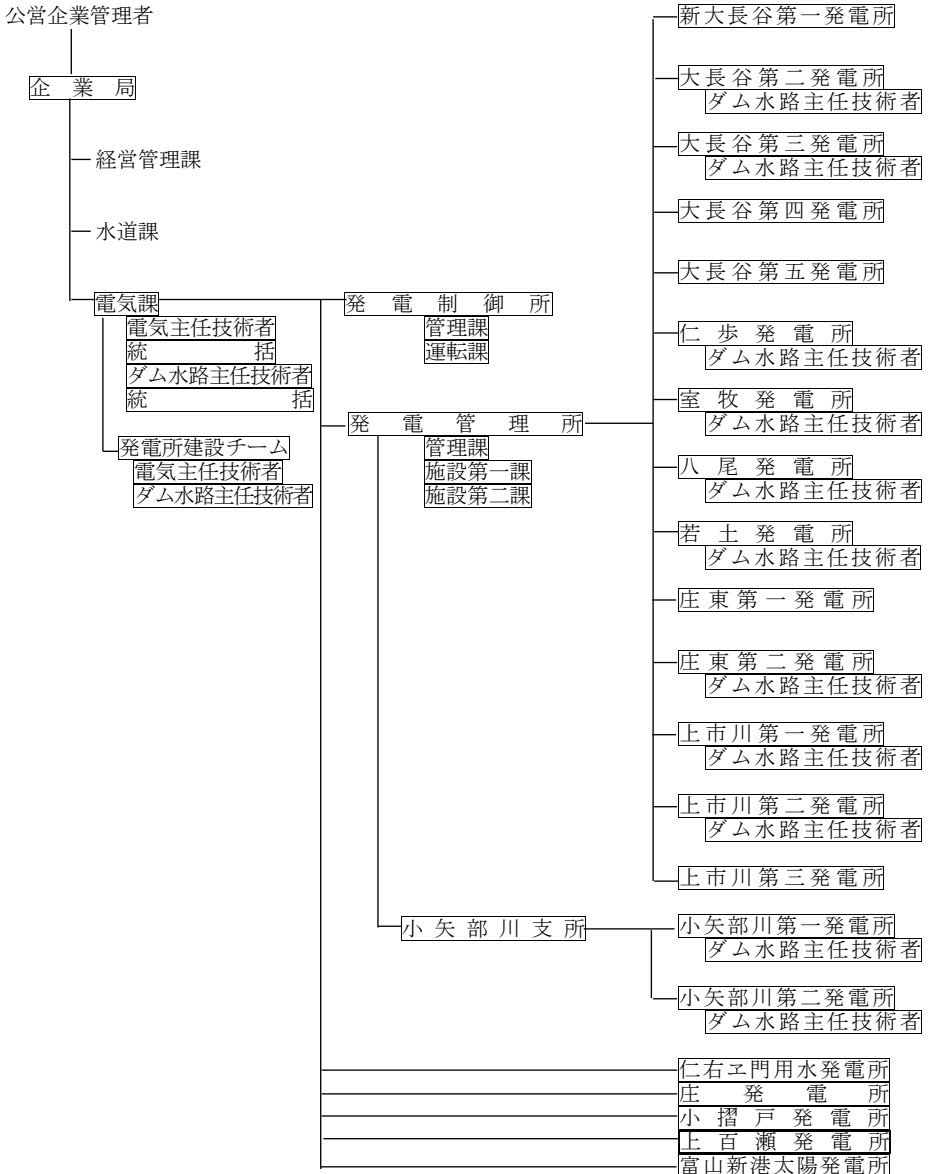 公営企業管理者
企業局
経営管理課
水道課
電気課
電気主任技術者
統括
ダム水路主任技術者
統括
発電所建設チーム
電気主任技術者
ダム水路主任技術者
発電制御所
管理課
運転課
発電管理所
管理課
施設第一課
施設第二課
新大長谷第一発電所
大長谷第二発電所
ダム水路主任技術者
大長谷第三発電所
ダム水路主任技術者
大長谷第四発電所
大長谷第五発電所
仁歩発電所
ダム水路主任技術者
室牧発電所
ダム水路主任技術者
八尾発電所
ダム水路主任技術者
若土発電所
ダム水路主任技術者
庄東第一発電所
庄東第二発電所
ダム水路主任技術者
上市川第一発電所
ダム水路主任技術者
上市川第二発電所
ダム水路主任技術者
上市川第三発電所
小矢部川支所
小矢部川第一発電所
ダム水路主任技術者
小矢部川第二発電所
ダム水路主任技術者
仁右ヱ門用水発電所
庄発電所
小摺戸発電所
上百瀬発電所
富山新港太陽発電所